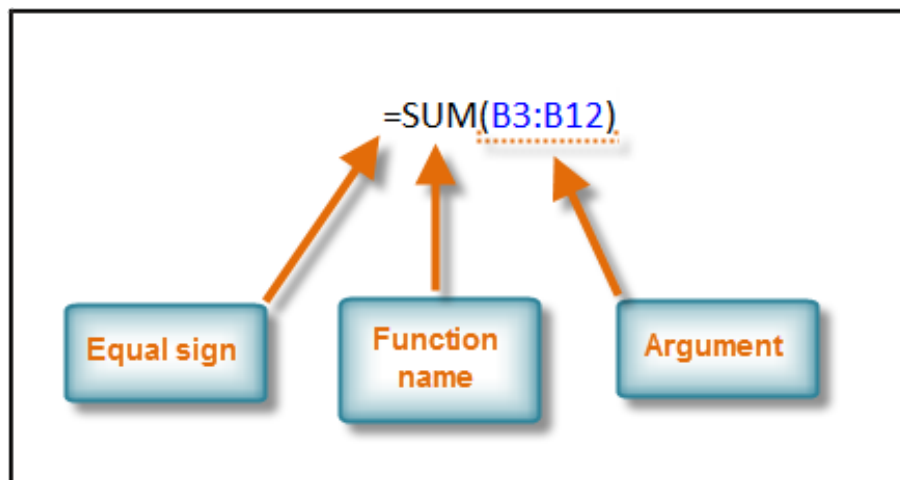 =SUM(B3:B12)
Equal sign
Function
name
Argument